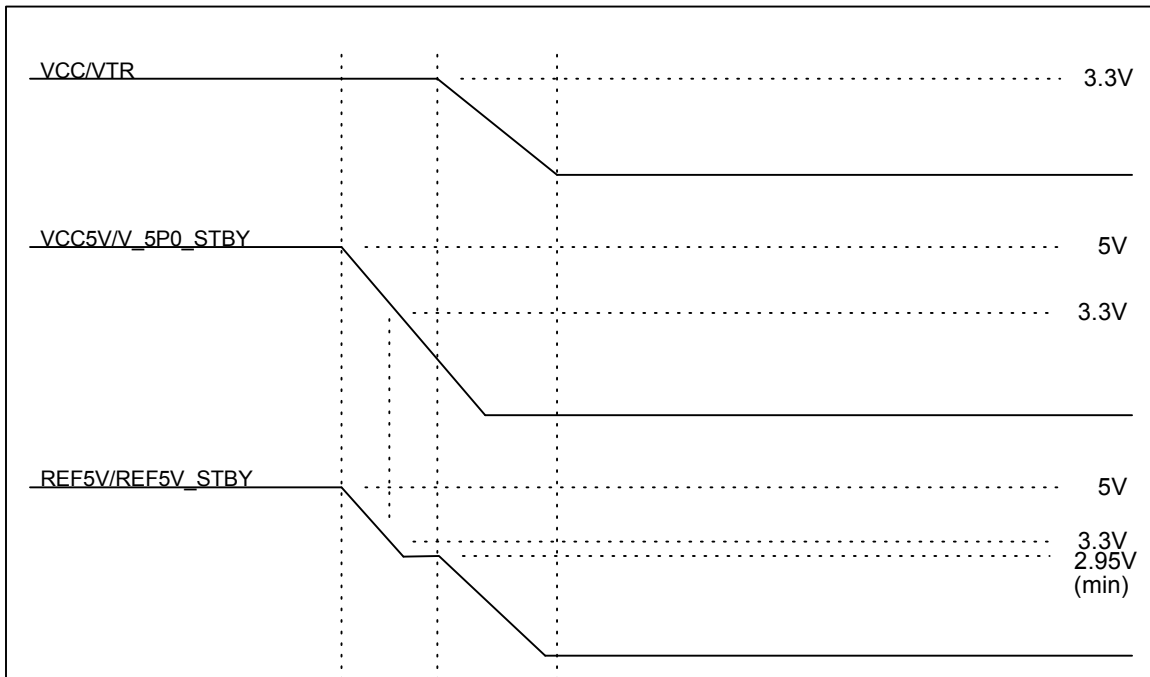 VCC/VTR
3.3V
VCC5V/V_5P0_STBY
5V
3.3V
REF5V/REF5V_STBY
5V
3.3V
2.95V
(min)